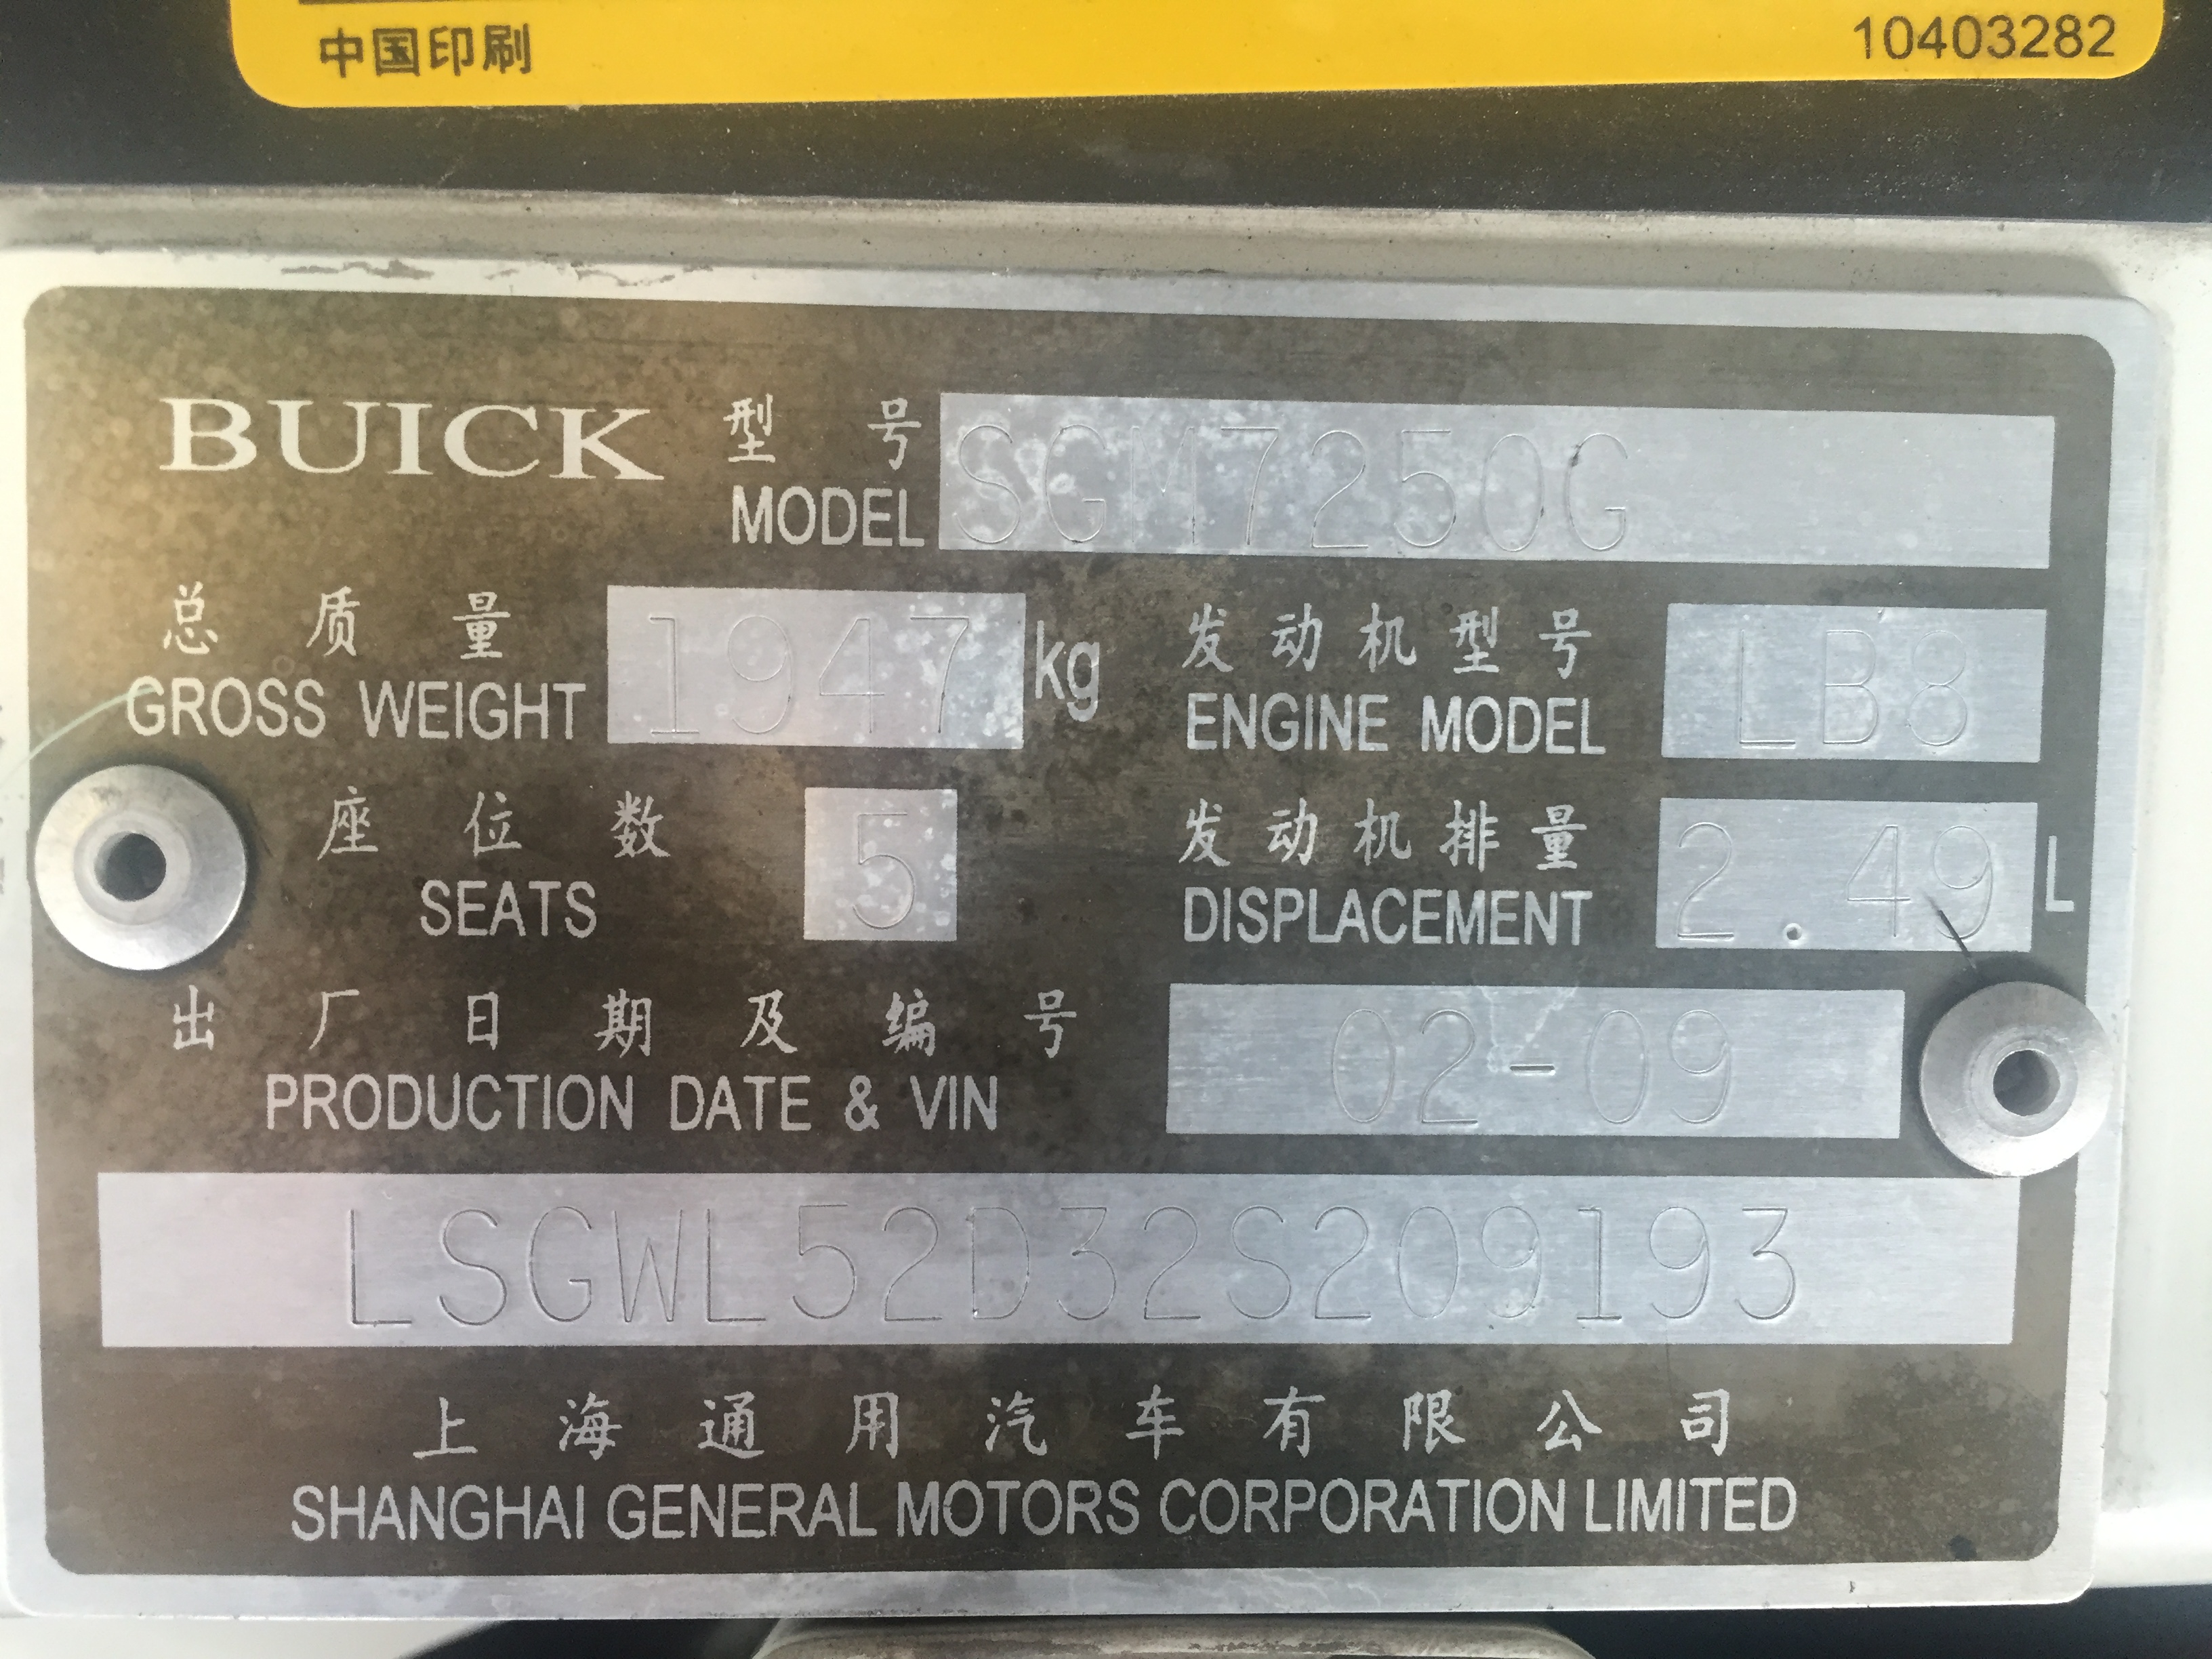 中国印刷 10403282
BUICK 型号 SGM7250G
MODEL
总质量 1947 kg 发动机型号 LB8
GROSS WEIGHT ENGINE MODEL
座位数 5 发动机排量 2.49 L
SEATS DISPLACEMENT
出厂日期及编号 02-09
PRODUCTION DATE & VIN
LSGWL52D32S209193
上海通用汽车有限公司
SHANGHAI GENERAL MOTORS CORPORATION LIMITED